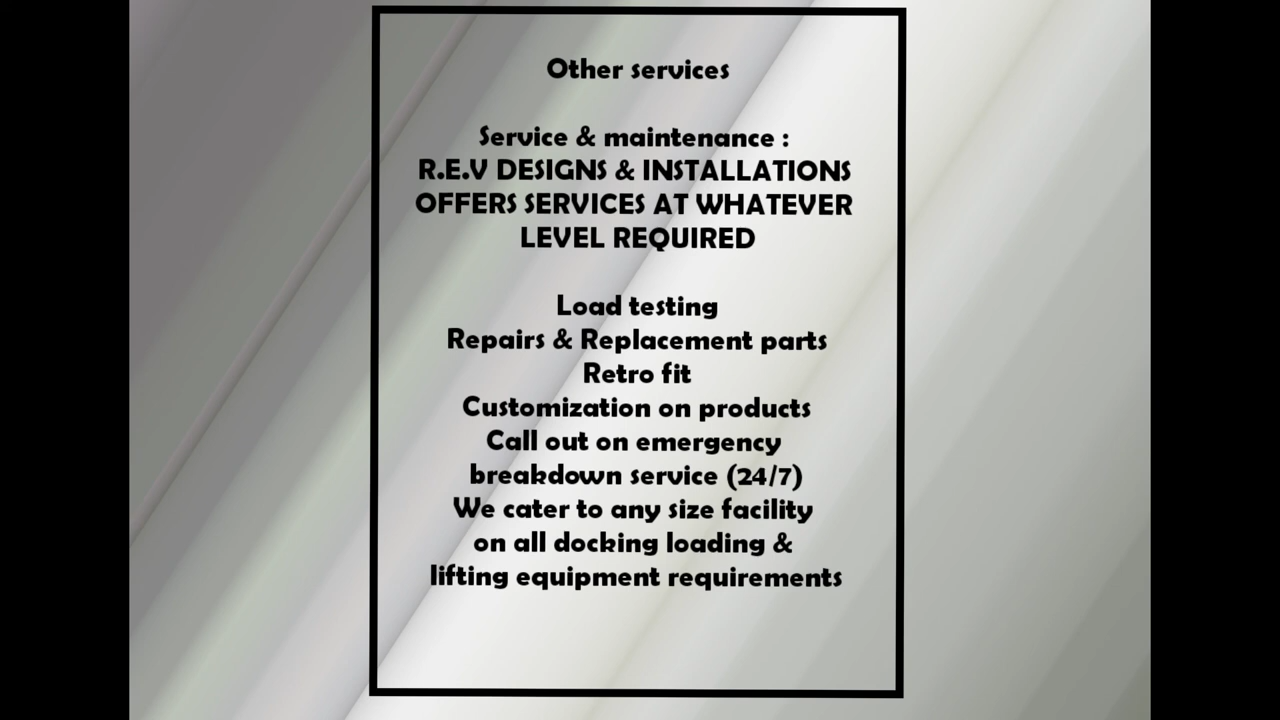 Other services
Service & maintenance :
R.E.V DESIGNS & INSTALLATIONS
OFFERS SERVICES AT WHATEVER
LEVEL REQUIRED
Load testing
Repairs & Replacement parts
Retro fit
Customization on products
Call out on emergency
breakdown service (24/7)
We cater to any size facility
on all docking loading &
lifting equipment requirements